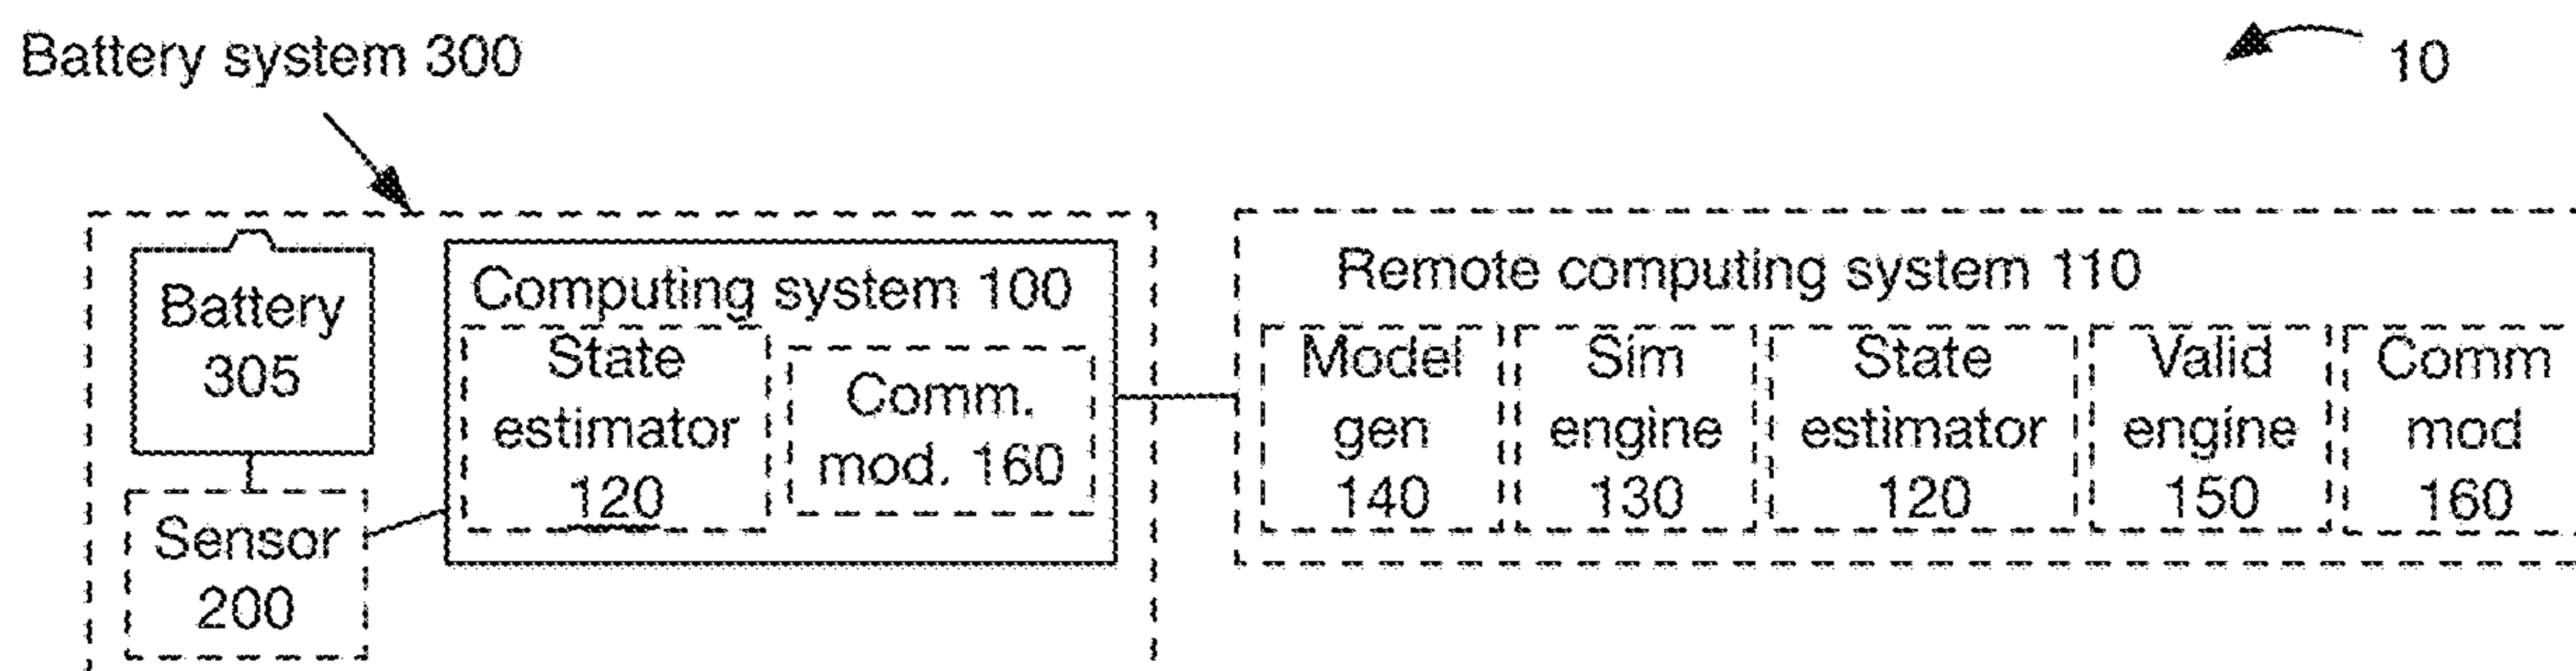 Battery system 300
10
Battery
305
Sensor
200
Computing system 100
State
estimator
120
Comm.
mod. 160
Remote computing system 110
Model
gen
140
Sim
engine
130
State
estimator
120
Valid
engine
150
Comm
mod
160